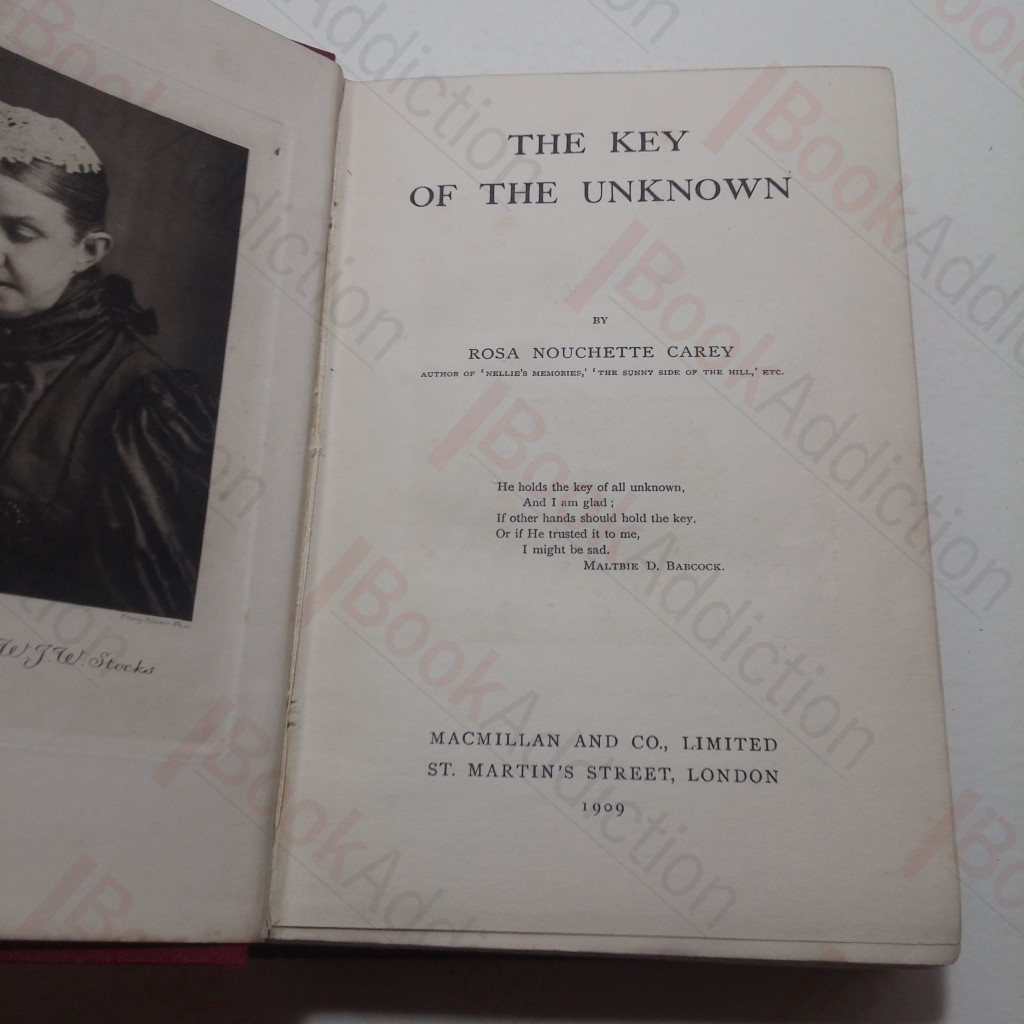 W.J.W. Stocks
THE KEY
OF THE UNKNOWN
BY
ROSA NOUCHETTE CAREY
AUTHOR OF 'NELLIE'S MEMORIES,' 'THE SUNNY SIDE OF THE HILL,' ETC.
He holds the key of all unknown,
And I am glad;
If other hands should hold the key,
Or if He trusted it to me,
I might be sad.
MALTBIE D. BABCOCK.
MACMILLAN AND CO., LIMITED
ST. MARTIN'S STREET, LONDON
1909
BookAddiction